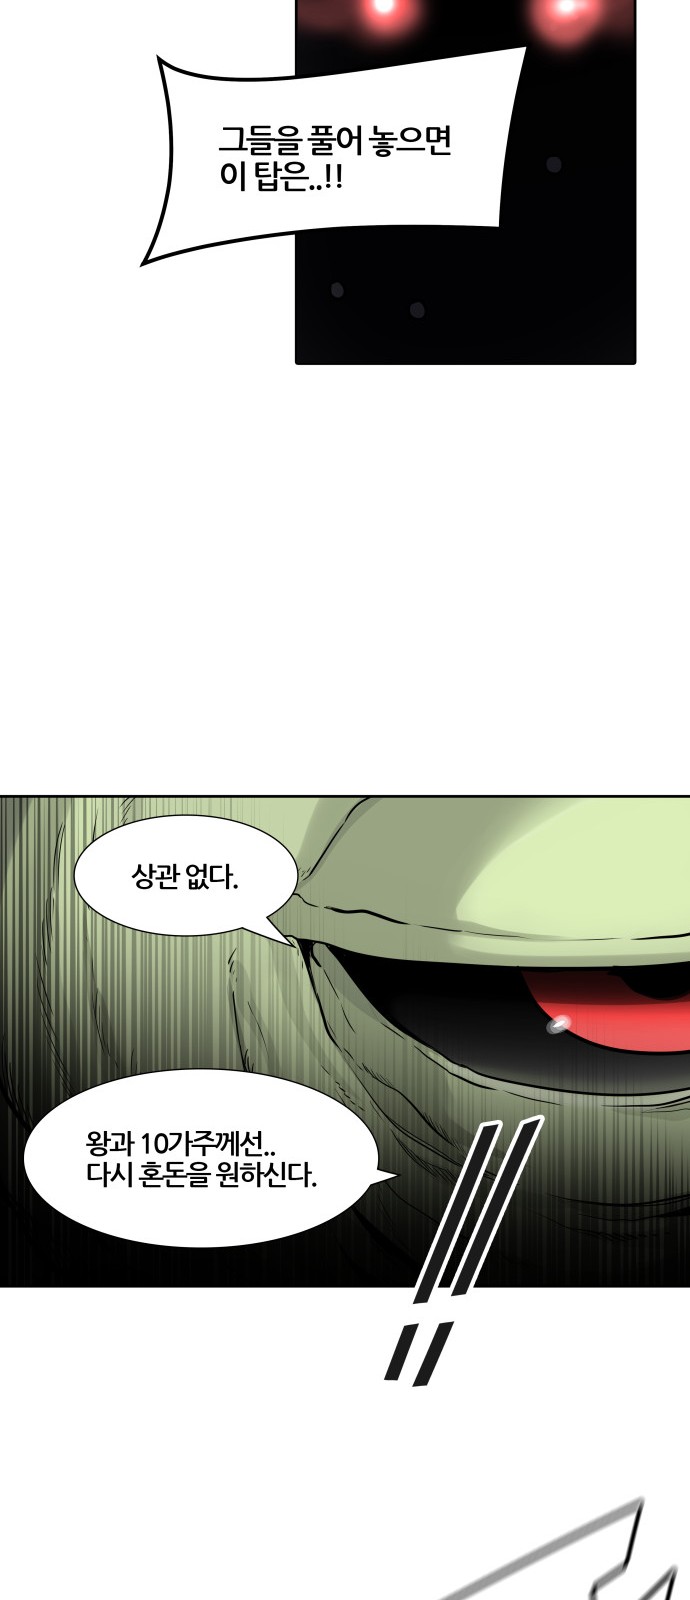 그들을 풀어 놓으면
이 탑은..!!
상관 없다.
왕과 10가주께선..
다시 혼돈을 원하신다.
!!